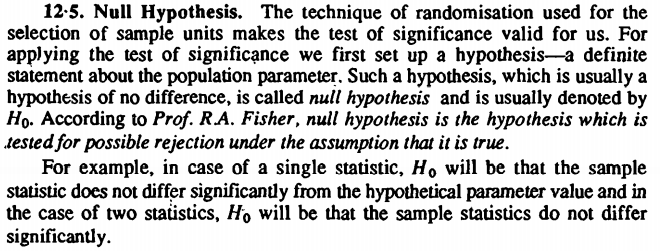 12·5. Null Hypothesis. The technique of randomisation used for the
selection of sample units makes the test of significance valid for us. For
applying the test of significance we first set up a hypothesis—a definite
statement about the population parameter. Such a hypothesis, which is usually a
hypothesis of no difference, is called null hypothesis and is usually denoted by
H₀. According to Prof. R.A. Fisher, null hypothesis is the hypothesis which is
tested for possible rejection under the assumption that it is true.
For example, in case of a single statistic, H₀ will be that the sample
statistic does not differ significantly from the hypothetical parameter value and in
the case of two statistics, H₀ will be that the sample statistics do not differ
significantly.